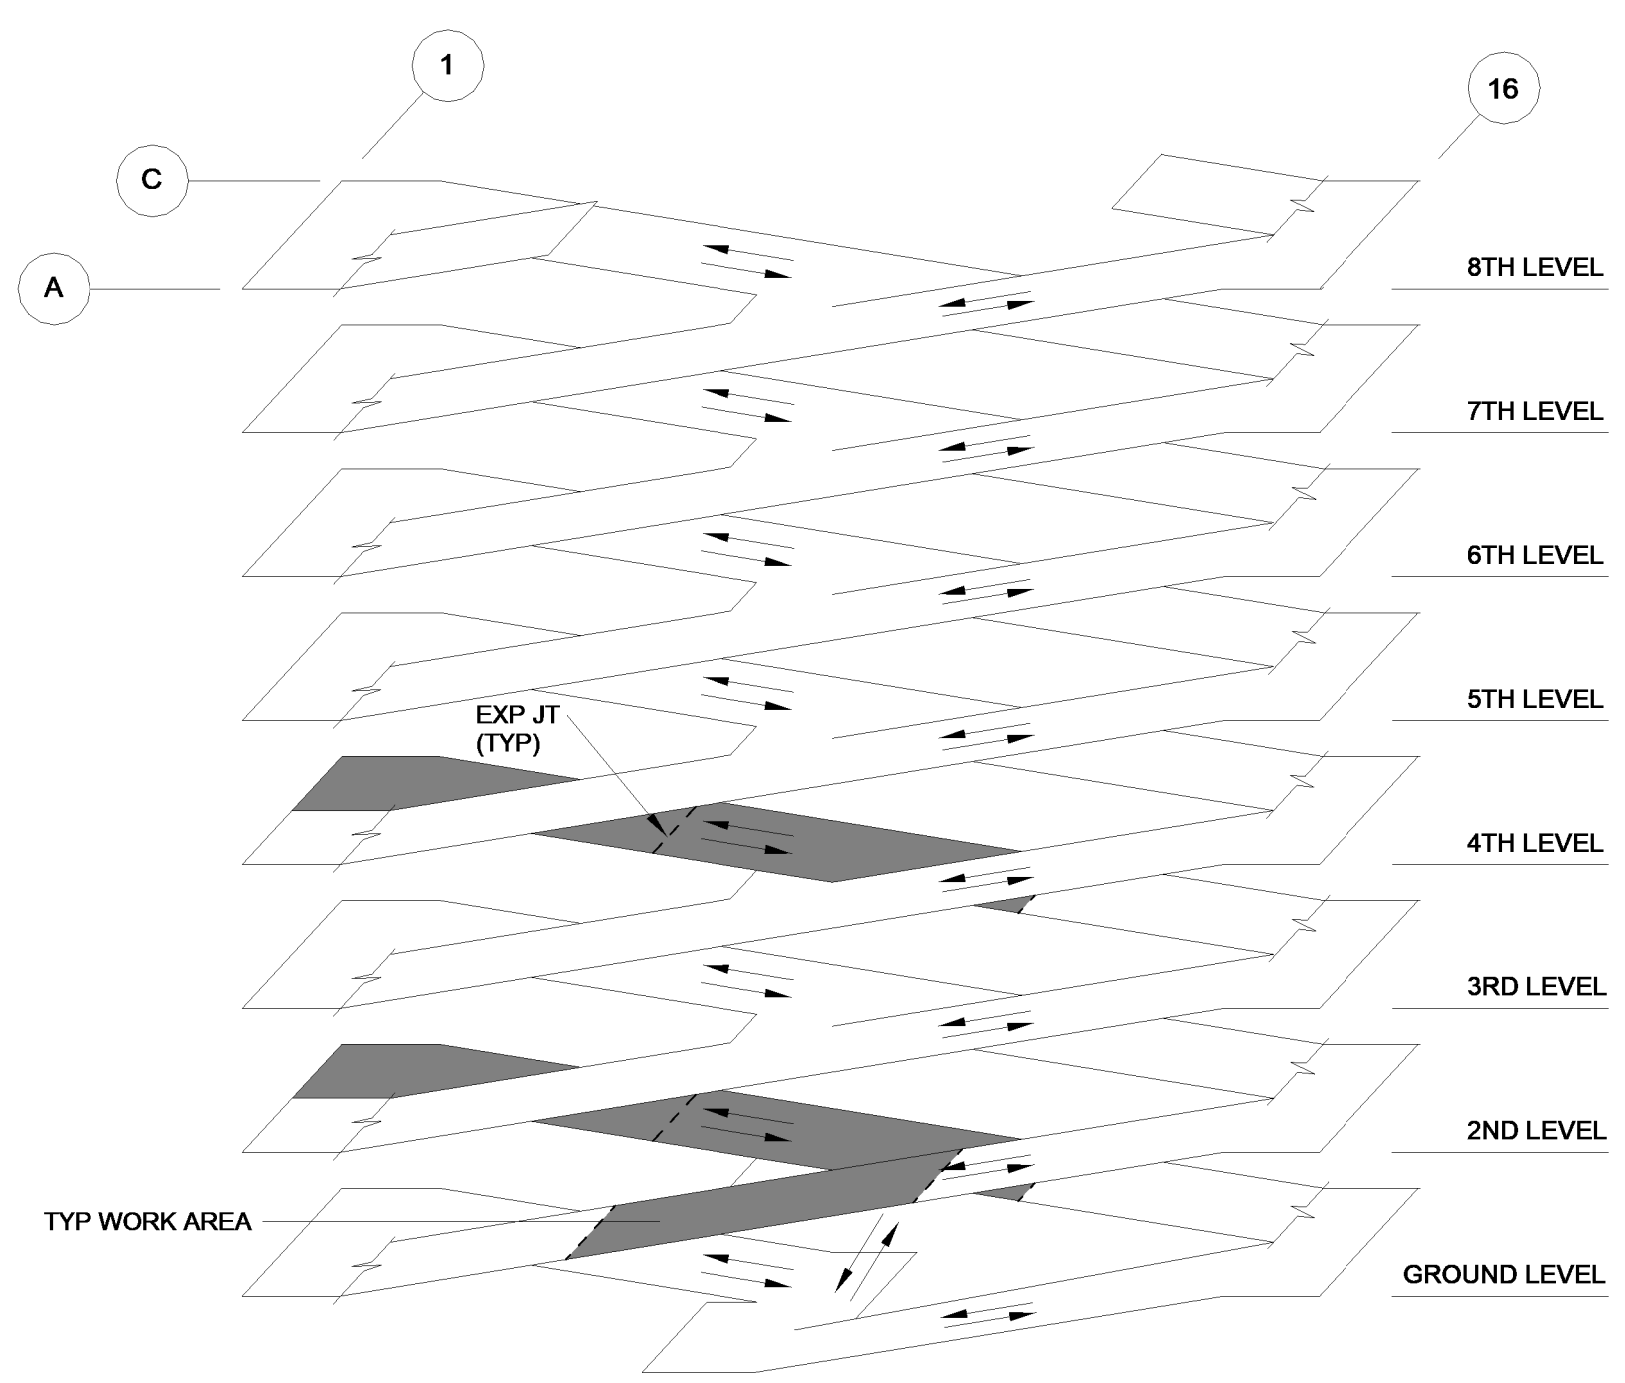 1
16
C
A
8TH LEVEL
7TH LEVEL
6TH LEVEL
5TH LEVEL
EXP JT
(TYP)
4TH LEVEL
3RD LEVEL
2ND LEVEL
TYP WORK AREA
GROUND LEVEL